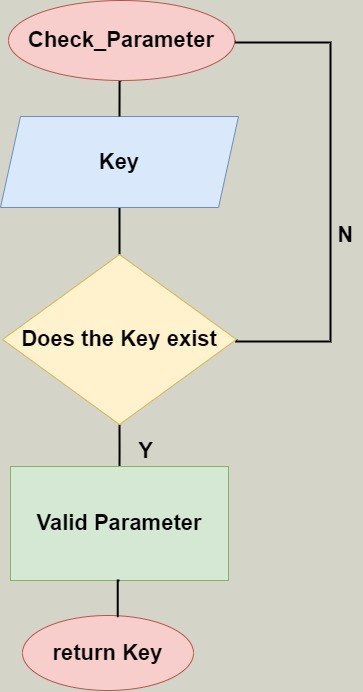 Check_Parameter
Key
N
Does the Key exist
Y
Valid Parameter
return Key